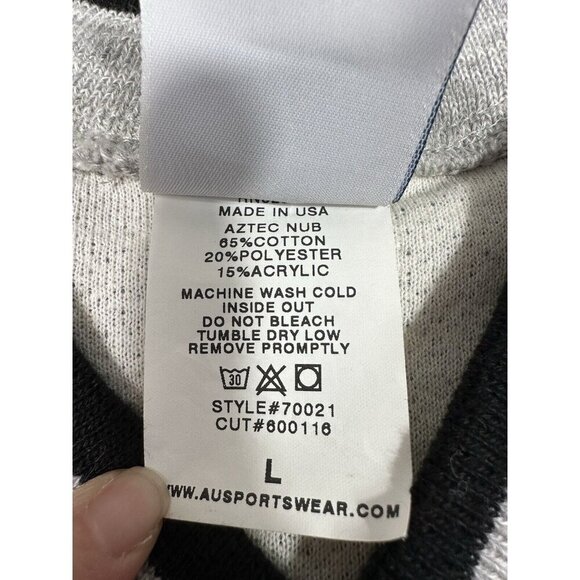 MADE IN USA
AZTEC NUB
65%COTTON
20%POLYESTER
15%ACRYLIC
MACHINE WASH COLD
INSIDE OUT
DO NOT BLEACH
TUMBLE DRY LOW
REMOVE PROMPTLY
30
STYLE#70021
CUT#600116
L
WWW.AUSPORTSWEAR.COM